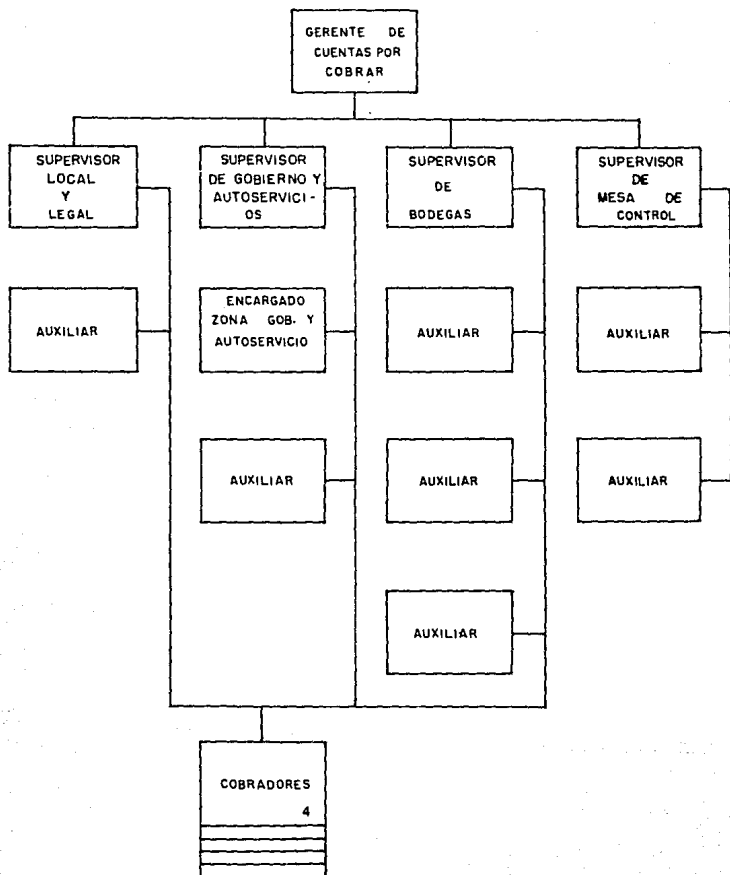 GERENTE DE
CUENTAS POR
COBRAR
SUPERVISOR
LOCAL
Y
LEGAL
SUPERVISOR
DE GOBIERNO Y
AUTOSERVICI-
OS
SUPERVISOR
DE
BODEGAS
SUPERVISOR
DE
MESA DE
CONTROL
AUXILIAR
ENCARGADO
ZONA GOB. Y
AUTOSERVICIO
AUXILIAR
AUXILIAR
AUXILIAR
AUXILIAR
AUXILIAR
AUXILIAR
COBRADORES
4